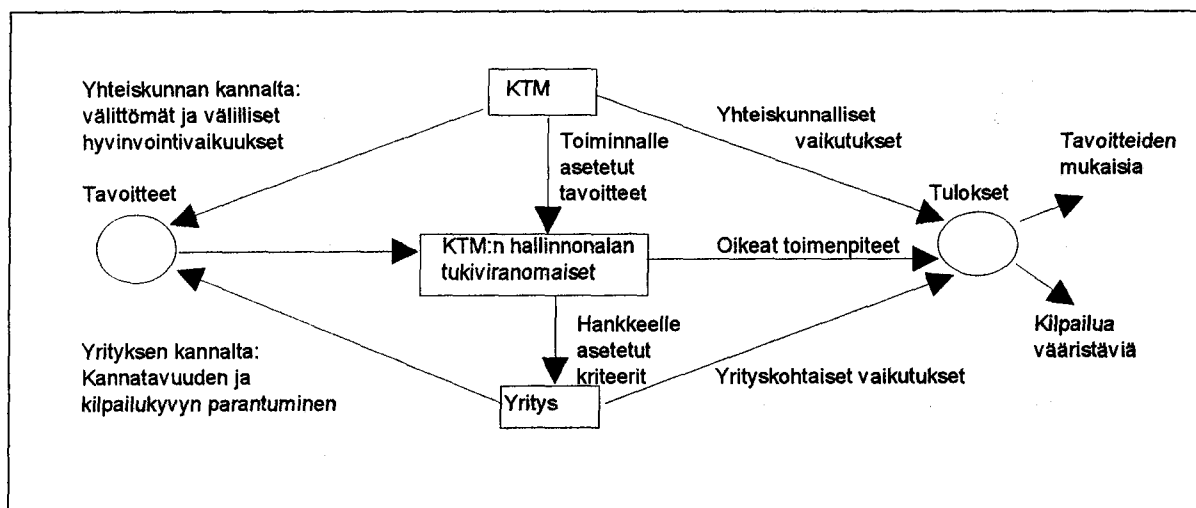 Yhteiskunnan kannalta:
välittömät ja välilliset
hyvinvointivaikuukset
KTM
Toiminnalle
asetetut
tavoitteet
Yhteiskunnalliset
vaikutukset
Tavoitteiden
mukaisia
Tavoitteet
Tulokset
KTM:n hallinnonalan
tukiviranomaiset
Oikeat toimenpiteet
Hankkeelle
asetetut
kriteerit
Kilpailua
vääristäviä
Yrityksen kannalta:
Kannatavuuden ja
kilpailukyvyn parantuminen
Yritys
Yrityskohtaiset vaikutukset